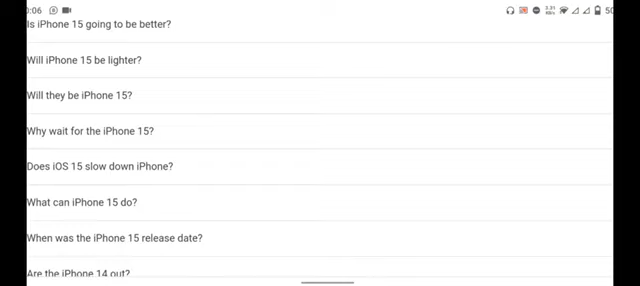 :06
Is iPhone 15 going to be better?
Will iPhone 15 be lighter?
Will they be iPhone 15?
Why wait for the iPhone 15?
Does iOS 15 slow down iPhone?
What can iPhone 15 do?
When was the iPhone 15 release date?
Are the iPhone 14 out?